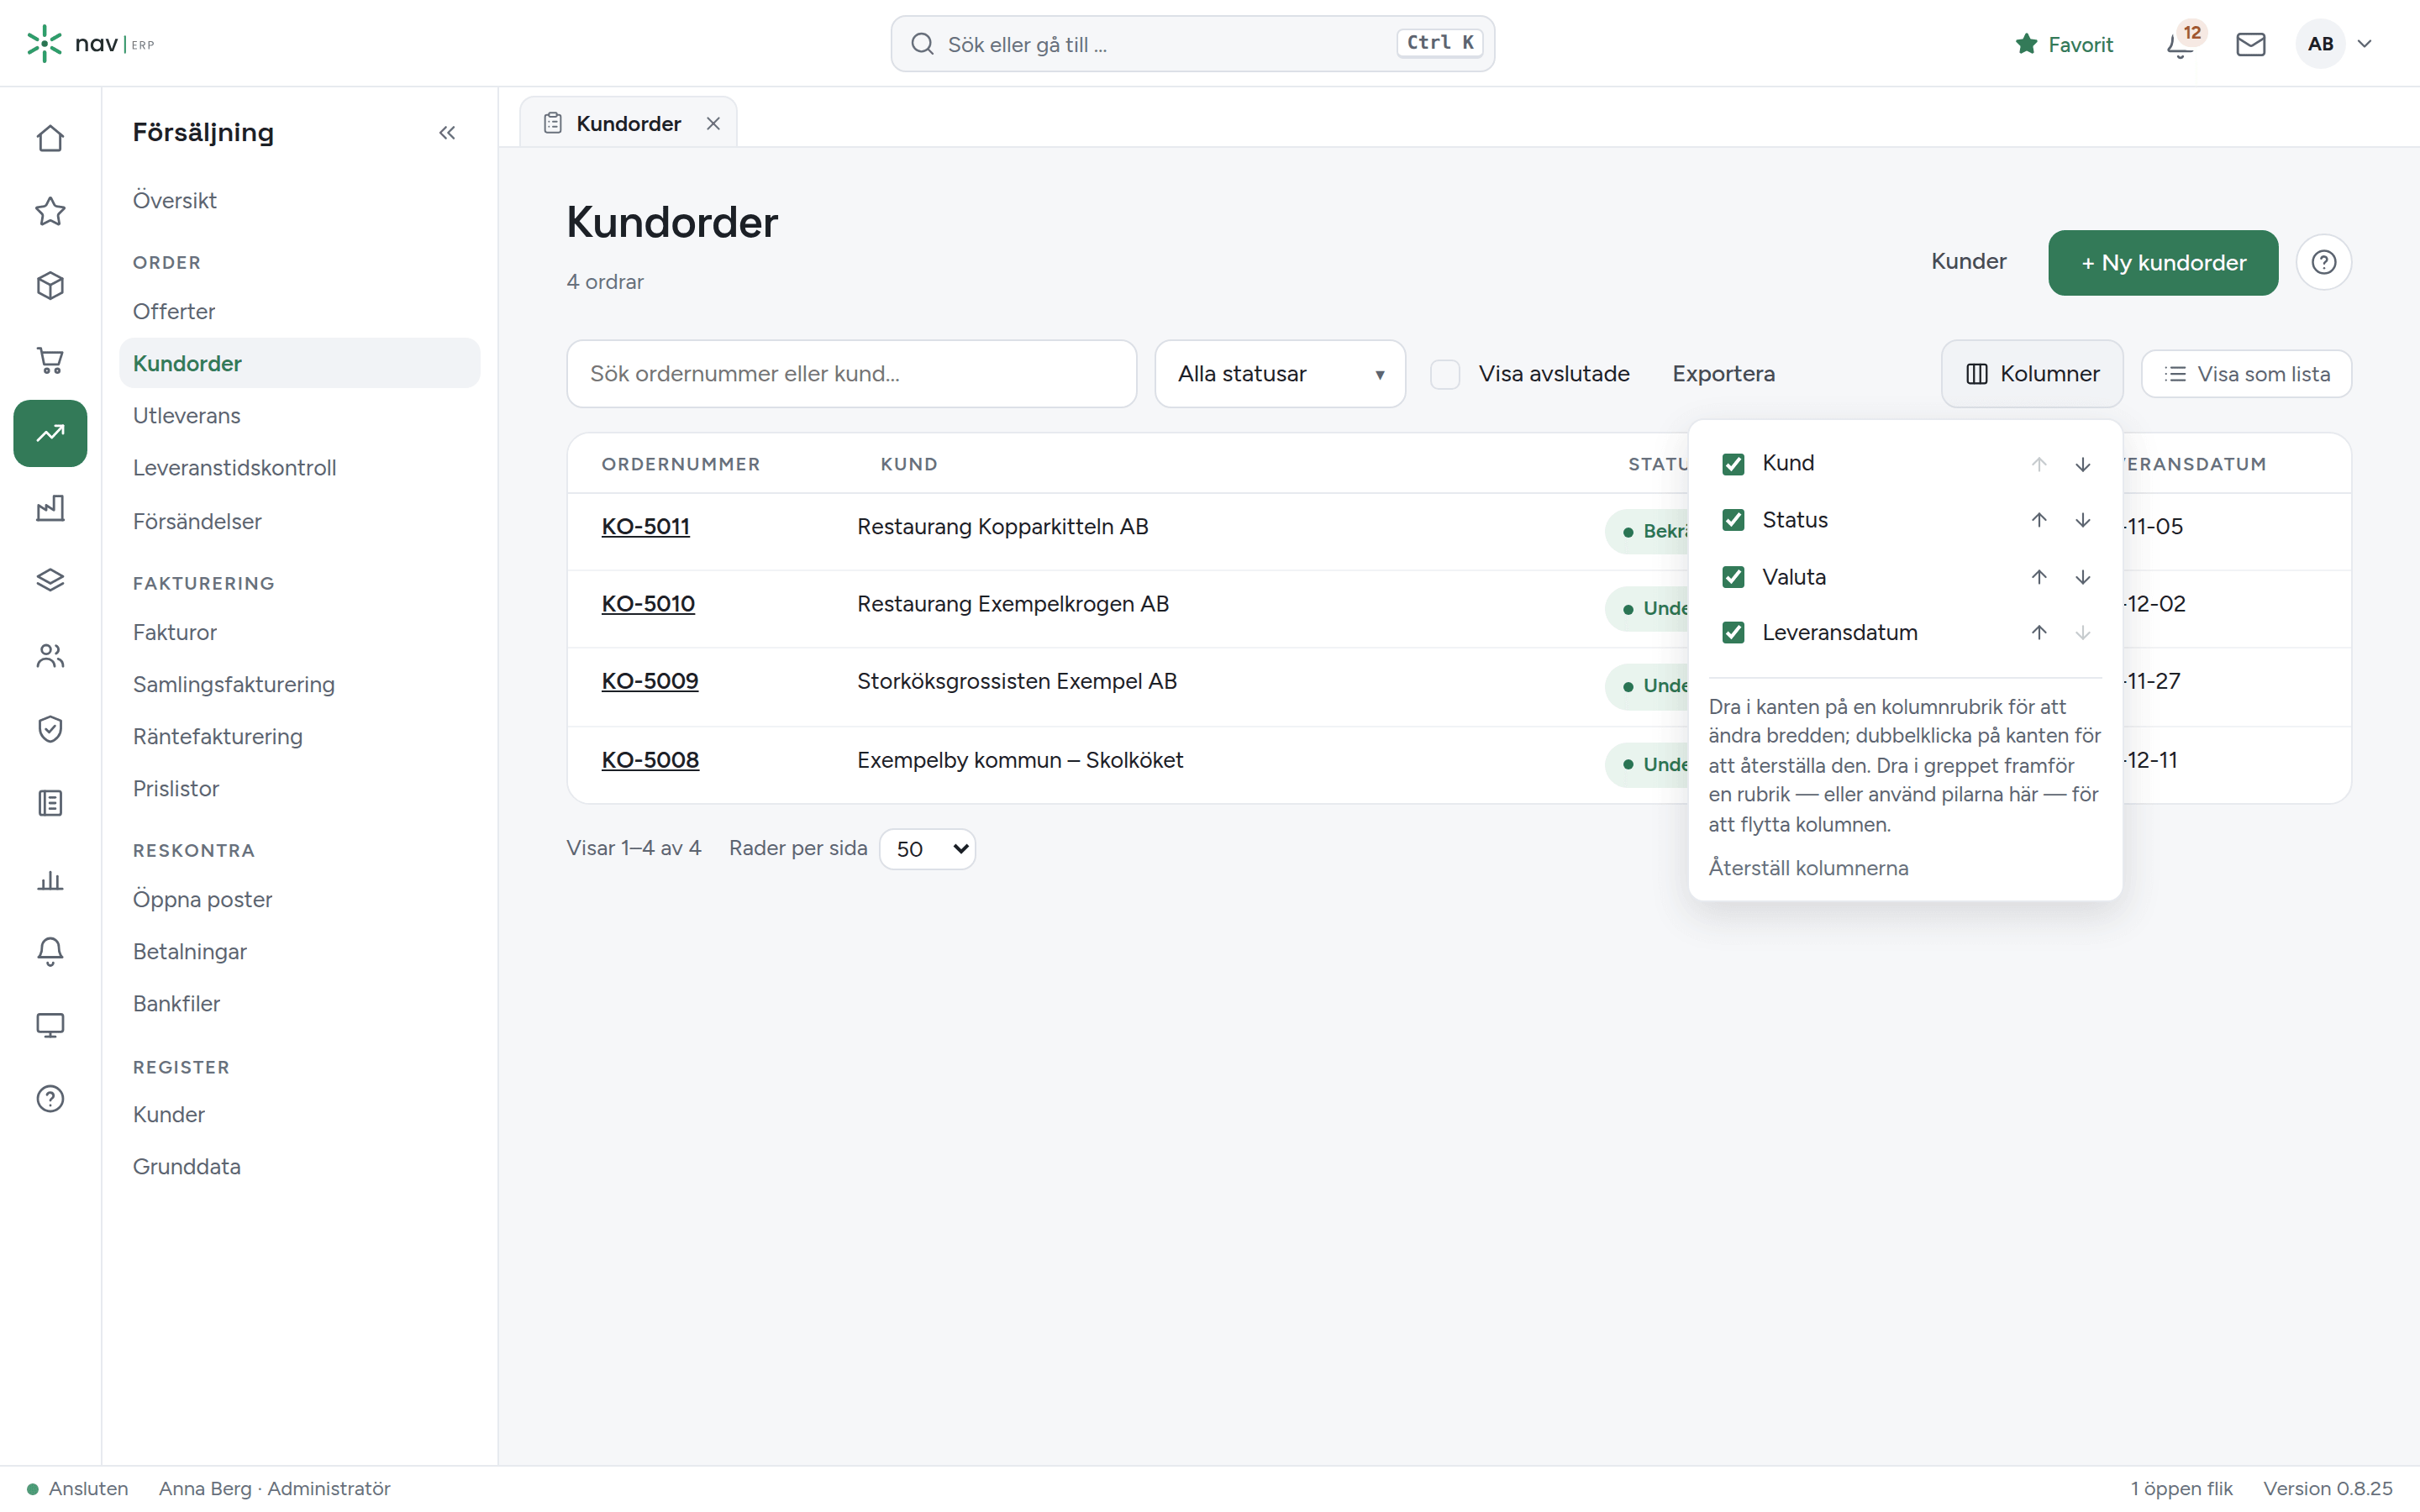 nav | ERP
Sök eller gå till ...
Ctrl K
Favorit
12
AB
Försäljning
Översikt
ORDER
Offerter
Kundorder
Utleverans
Leveranstidskontroll
Försändelser
FAKTURERING
Fakturor
Samlingsfakturering
Räntefakturering
Prislistor
RESKONTRA
Öppna poster
Betalningar
Bankfiler
REGISTER
Kunder
Grunddata
Kundorder
Kundorder
4 ordrar
Kunder
+ Ny kundorder
Sök ordernummer eller kund...
Alla statusar
Visa avslutade
Exportera
Kolumner
Visa som lista
ORDERNUMMER
KUND
STATU
VERANSDATUM
KO-5011
Restaurang Kopparkitteln AB
Bekrä
-11-05
KO-5010
Restaurang Exempelkrogen AB
Unde
-12-02
KO-5009
Storköksgrossisten Exempel AB
Unde
-11-27
KO-5008
Exempelby kommun – Skolköket
Unde
-12-11
Kund
Status
Valuta
Leveransdatum
Dra i kanten på en kolumnrubrik för att
ändra bredden; dubbelklicka på kanten för
att återställa den. Dra i greppet framför
en rubrik — eller använd pilarna här — för
att flytta kolumnen.
Återställ kolumnerna
Visar 1–4 av 4
Rader per sida
50
Ansluten
Anna Berg · Administratör
1 öppen flik
Version 0.8.25